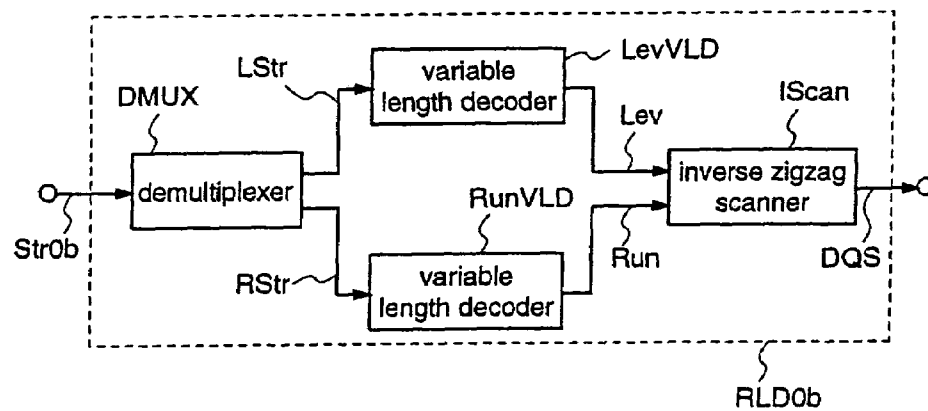 LStr
variable
length decoder
LevVLD
DMUX
IScan
Lev
demultiplexer
inverse zigzag
scanner
Str0b
RunVLD
Run
DQS
RStr
variable
length decoder
RLD0b